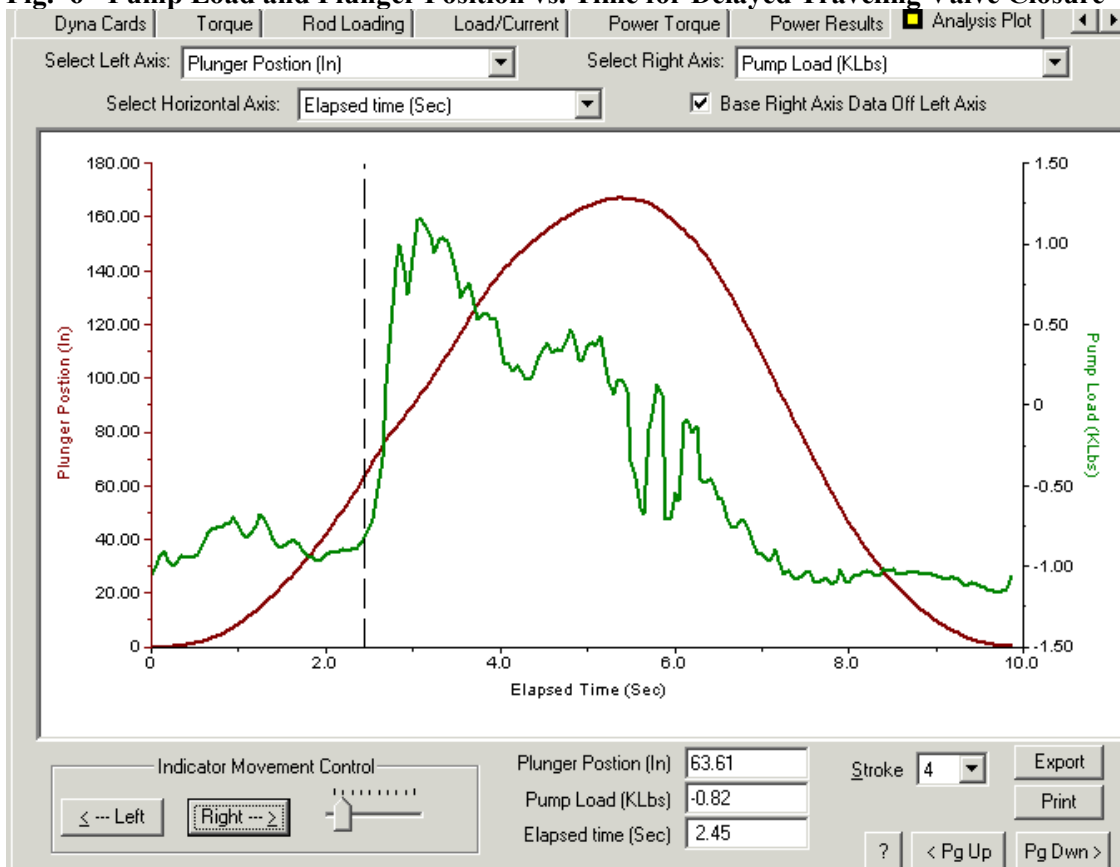 Fig. 6 - Pump Load and Plunger Position vs. Time for Delayed Traveling Valve Closure
Dyna Cards Torque Rod Loading Load/Current Power Torque Power Results Analysis Plot
Select Left Axis: Plunger Postion (In) Select Right Axis: Pump Load (KLbs)
Select Horizontal Axis: Elapsed time (Sec) Base Right Axis Data Off Left Axis
180.00
160.00
140.00
120.00
100.00
80.00
60.00
40.00
20.00
0
Plunger Postion (In)
1.50
1.00
0.50
0
-0.50
-1.00
-1.50
Pump Load (KLbs)
0 2.0 4.0 6.0 8.0 10.0
Elapsed Time (Sec)
Indicator Movement Control
< --- Left Right --- >
Plunger Postion (In) 63.61
Pump Load (KLbs) -0.82
Elapsed time (Sec) 2.45
Stroke 4
Export
Print
? < Pg Up Pg Dwn >